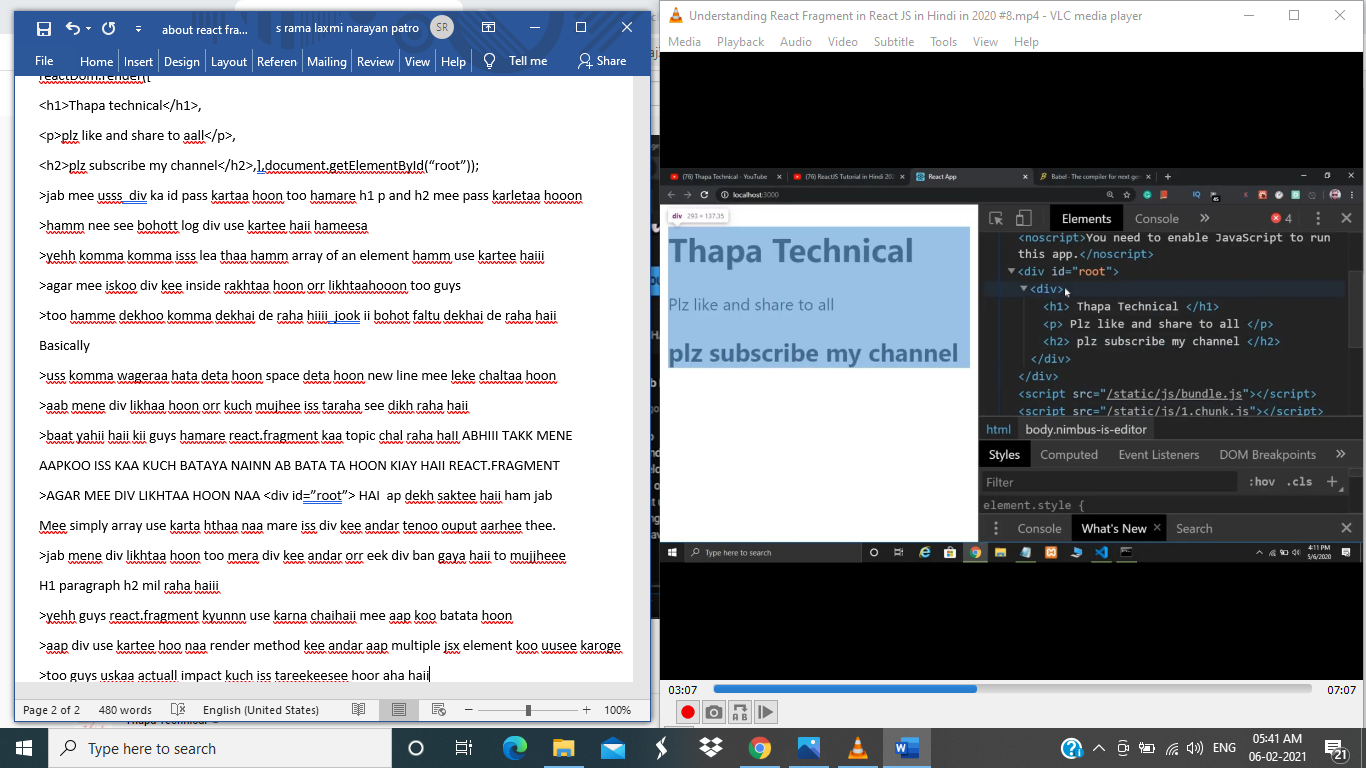 about react fra...
s rama laxmi narayan patro
SR
File Home Insert Design Layout Referen Mailing Review View Help Tell me Share
reactDom.render([
<h1>Thapa technical</h1>,
<p>plz like and share to aall</p>,
<h2>plz subscribe my channel</h2>,],document.getElementById(“root”));
>jab mee usss_div ka id pass kartaa hoon too hamare h1 p and h2 mee pass karletaa hooon
>hamm nee see bohott log div use kartee haii hameesa
>yehh komma komma isss lea thaa hamm array of an element hamm use kartee haiii
>agar mee iskoo div kee inside rakhtaa hoon orr likhtaahooon too guys
>too hamme dekhoo komma dekhai de raha hiiii_jook ii bohot faltu dekhai de raha haii
Basically
>uss komma wageraa hata deta hoon space deta hoon new line mee leke chaltaa hoon
>aab mene div likhaa hoon orr kuch mujhee iss taraha see dikh raha haii
>baat yahii haii kii guys hamare react.fragment kaa topic chal raha haII ABHIII TAKK MENE
AAPKOO ISS KAA KUCH BATAYA NAINN AB BATA TA HOON KIAY HAII REACT.FRAGMENT
>AGAR MEE DIV LIKHTAA HOON NAA <div id=”root”> HAI ap dekh saktee haii ham jab
Mee simply array use karta hthaa naa mare iss div kee andar tenoo ouput aarhee thee.
>jab mene div likhtaa hoon too mera div kee andar orr eek div ban gaya haii to mujjheee
H1 paragraph h2 mil raha haiii
>yehh guys react.fragment kyunnn use karna chaihaii mee aap koo batata hoon
>aap div use kartee hoo naa render method kee andar aap multiple jsx element koo uusee karoge
>too guys uskaa actuall impact kuch iss tareekeesee hoor aha haii
Page 2 of 2 480 words English (United States) 100%
Understanding React Fragment in React JS in Hindi in 2020 #8.mp4 - VLC media player
Media Playback Audio Video Subtitle Tools View Help
(76) Thapa Technical - YouTube (76) ReactJS Tutorial in Hindi 202 React App Babel - The compiler for next ge
localhost:3000
div 293 × 137.35
Thapa Technical
Plz like and share to all
plz subscribe my channel
Elements Console » 4
<noscript>You need to enable JavaScript to run
this app.</noscript>
<div id="root">
<div>
<h1> Thapa Technical </h1>
<p> Plz like and share to all </p>
<h2> plz subscribe my channel </h2>
</div>
</div>
<script src="/static/js/bundle.js"></script>
<script src="/static/js/1.chunk.js"></script>
html body.nimbus-is-editor
Styles Computed Event Listeners DOM Breakpoints »
Filter :hov .cls +
element.style {
Console What's New Search
Type here to search
4:11 PM
5/6/2020
03:07 07:07
Type here to search
ENG
05:41 AM
06-02-2021
21